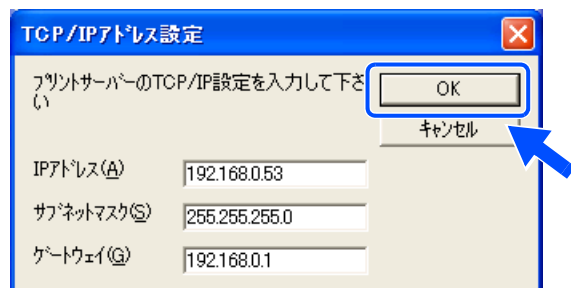 TCP/IPｱﾄﾞﾚｽ設定
ﾌﾟﾘﾝﾄｻｰﾊﾞｰのTCP/IP設定を入力して下さ
い
OK
ｷｬﾝｾﾙ
IPｱﾄﾞﾚｽ(A) 192.168.0.53
ｻﾌﾞﾈｯﾄﾏｽｸ(S) 255.255.255.0
ｹﾞｰﾄｳｪｲ(G) 192.168.0.1